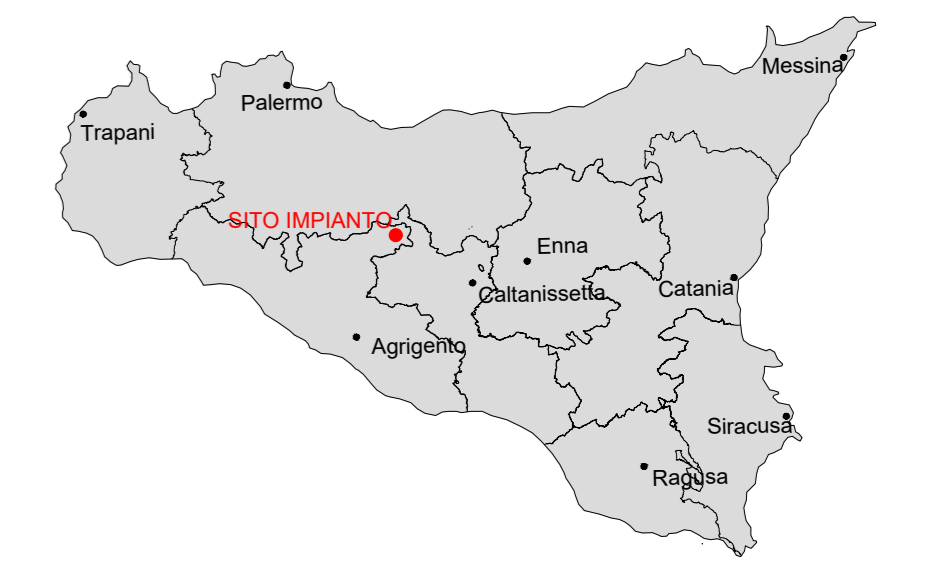 Messina
Palermo
Trapani
SITO IMPIANTO
Enna
Catania
Caltanissetta
Agrigento
Siracusa
Ragusa